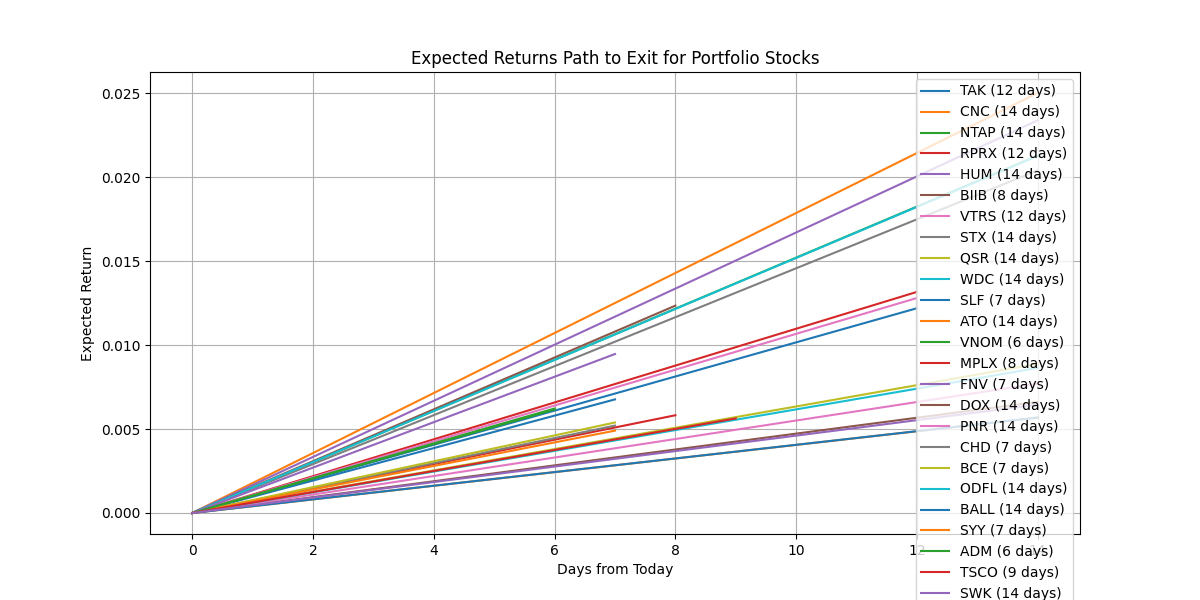 Expected Returns Path to Exit for Portfolio Stocks
Expected Return
0.025
0.020
0.015
0.010
0.005
0.000
0 2 4 6 8 10
Days from Today
TAK (12 days)
CNC (14 days)
NTAP (14 days)
RPRX (12 days)
HUM (14 days)
BIIB (8 days)
VTRS (12 days)
STX (14 days)
QSR (14 days)
WDC (14 days)
SLF (7 days)
ATO (14 days)
VNOM (6 days)
MPLX (8 days)
FNV (7 days)
DOX (14 days)
PNR (14 days)
CHD (7 days)
BCE (7 days)
ODFL (14 days)
BALL (14 days)
SYY (7 days)
ADM (6 days)
TSCO (9 days)
SWK (14 days)